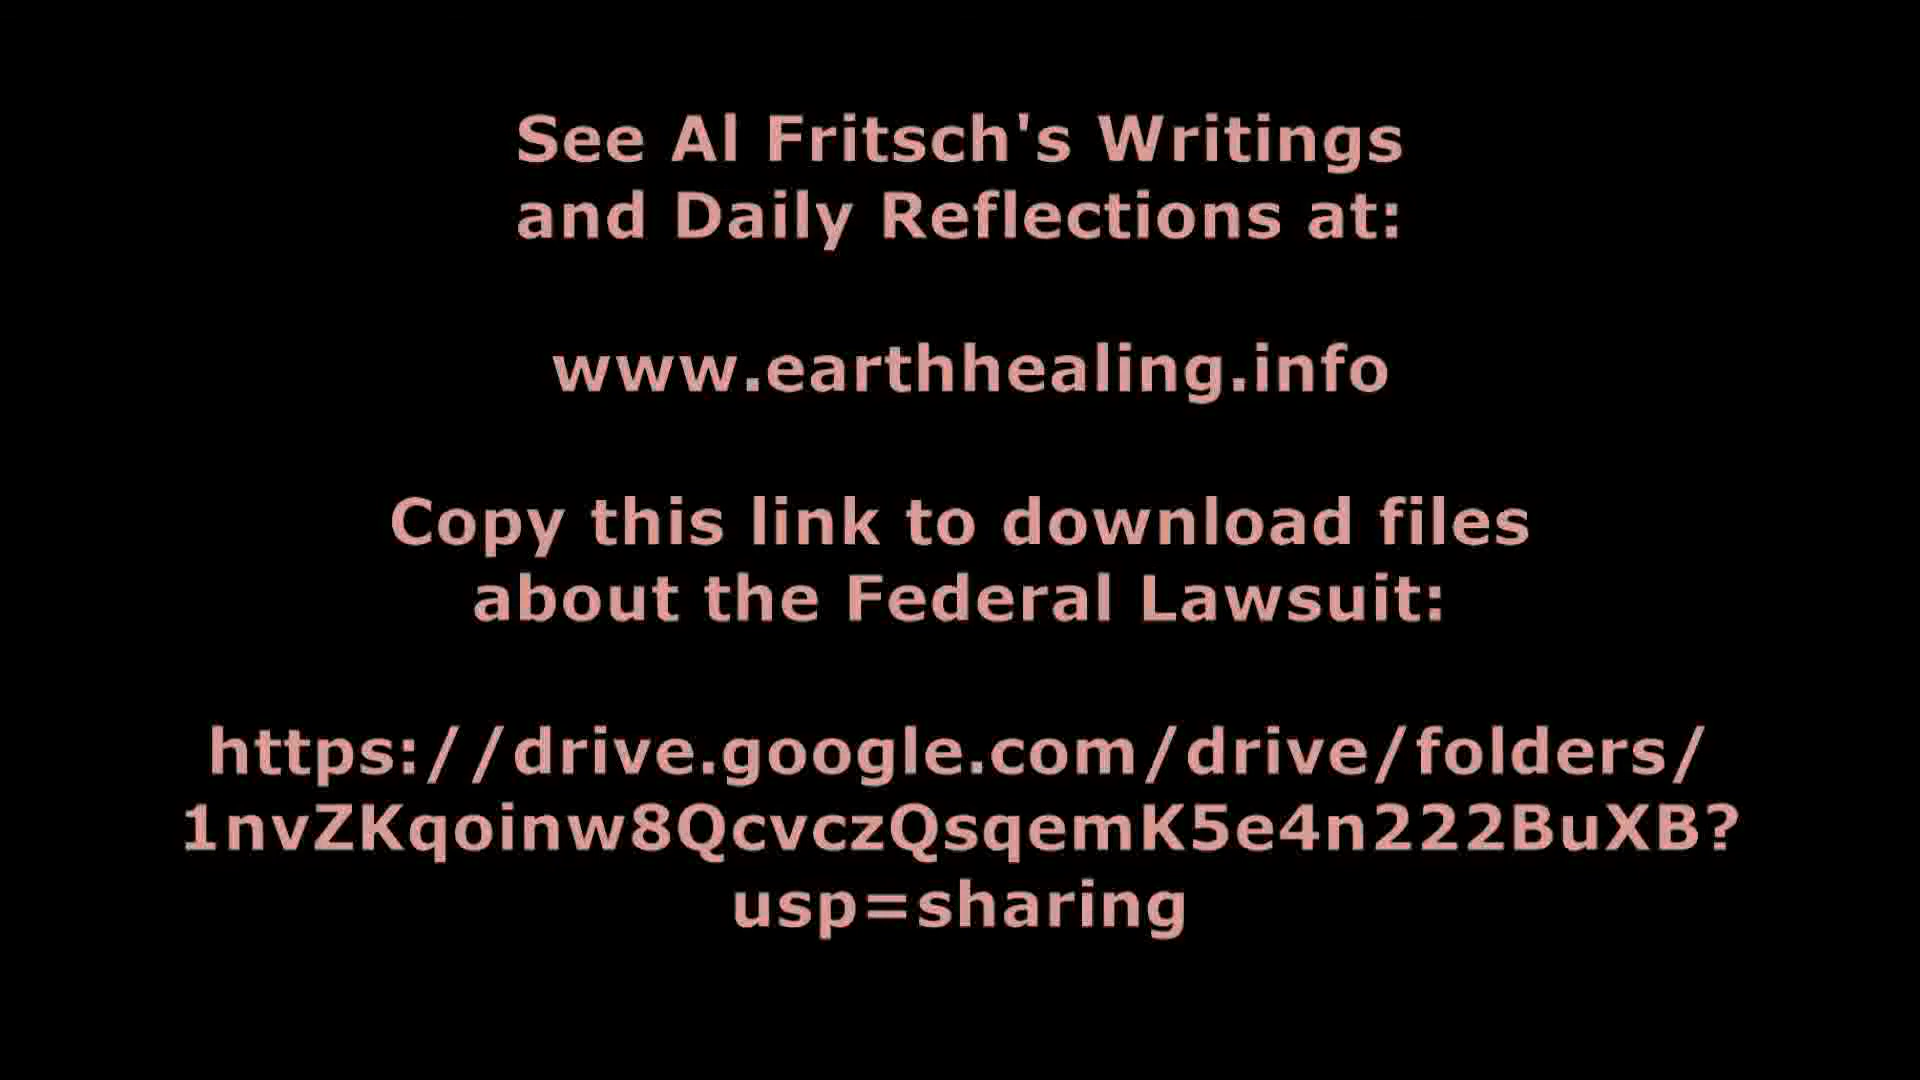 See Al Fritsch's Writings
and Daily Reflections at:
www.earthhealing.info
Copy this link to download files
about the Federal Lawsuit:
https://drive.google.com/drive/folders/
1nvZKqoinw8QcvczQsqemK5e4n222BuXB?
usp=sharing